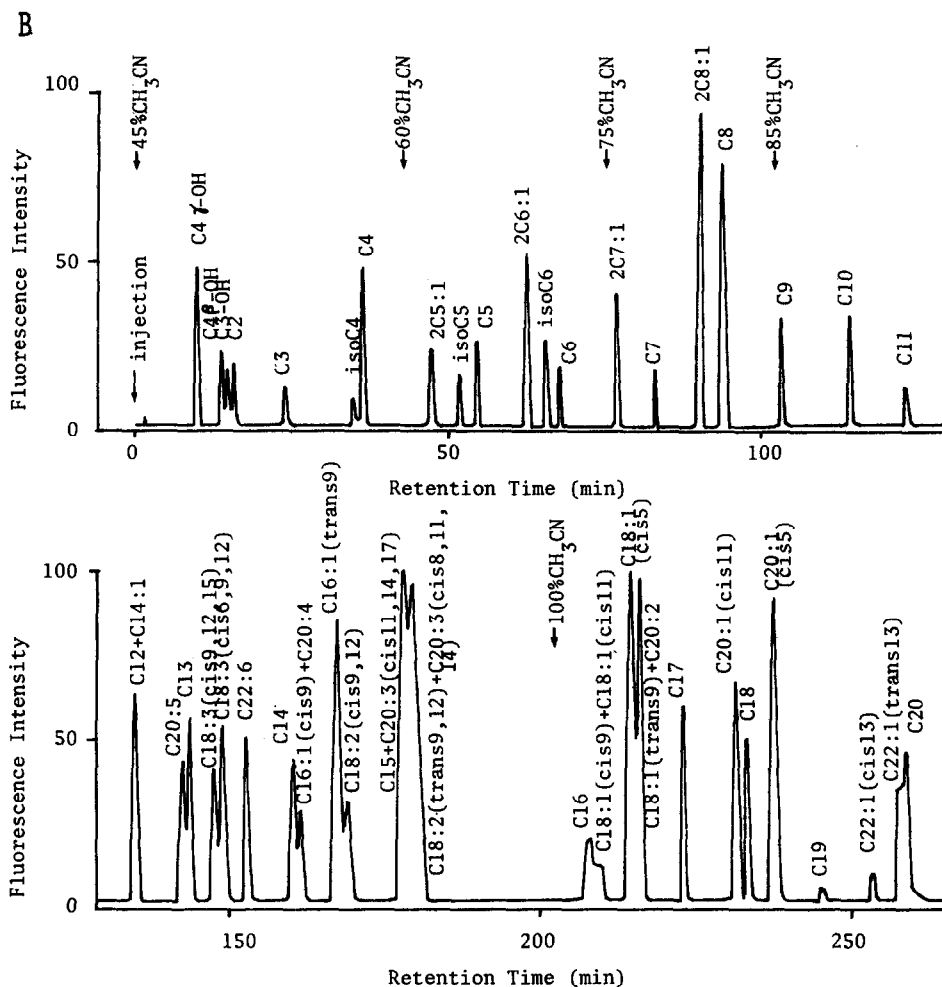 B
Fluorescence Intensity
100
50
0
↓45%CH3CN
↓60%CH3CN
↓75%CH3CN
↓85%CH3CN
↓ injection
C4 γ-OH
C4β-OH
C3-OH
C2
C3
isoC4
C4
2C5:1
isoC5
C5
2C6:1
isoC6
C6
2C7:1
C7
2C8:1
C8
C9
C10
C11
0
50
100
Retention Time (min)
Fluorescence Intensity
100
50
0
C12+C14:1
C20:5
C13
C18:3(cis9,12,15)
C18:3(cis6,9,12)
C22:6
C14
C16:1(cis9)+C20:4
C16:1(trans9)
C18:2(cis9,12)
C15+C20:3(cis11,14,17)
C18:2(trans9,12)+C20:3(cis8,11,
14)
↓100%CH3CN
C16
C18:1(cis9)+C18:1(cis11)
C18:1
(cis5)
C18:1(trans9)+C20:2
C17
C20:1(cis11)
C18
C20:1
(cis5)
C19
C22:1(cis13)
C22:1(trans13)
C20
150
200
250
Retention Time (min)